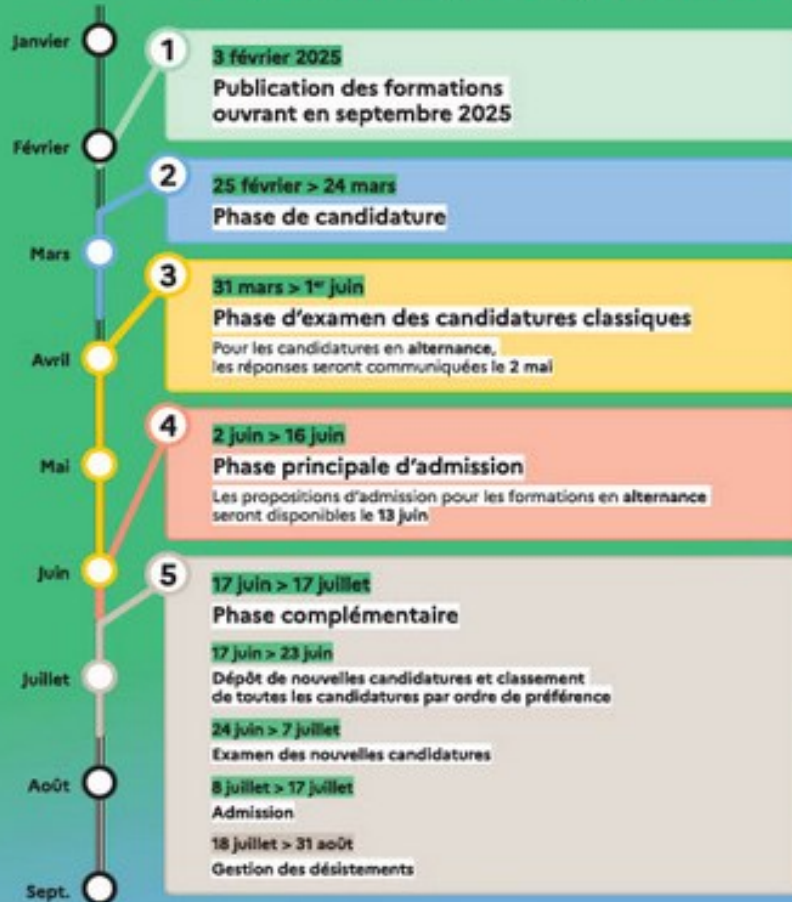 Janvier
1
3 février 2025
Publication des formations
ouvrant en septembre 2025
Février
2
25 février > 24 mars
Phase de candidature
Mars
3
31 mars > 1er juin
Phase d'examen des candidatures classiques
Pour les candidatures en alternance,
les réponses seront communiquées le 2 mai
Avril
4
2 juin > 16 juin
Phase principale d'admission
Les propositions d'admission pour les formations en alternance
seront disponibles le 13 juin
Mai
Juin
5
17 juin > 17 juillet
Phase complémentaire
17 juin > 23 juin
Dépôt de nouvelles candidatures et classement
de toutes les candidatures par ordre de préférence
Juillet
24 juin > 7 juillet
Examen des nouvelles candidatures
8 juillet > 17 juillet
Admission
Août
18 juillet > 31 août
Gestion des désistements
Sept.